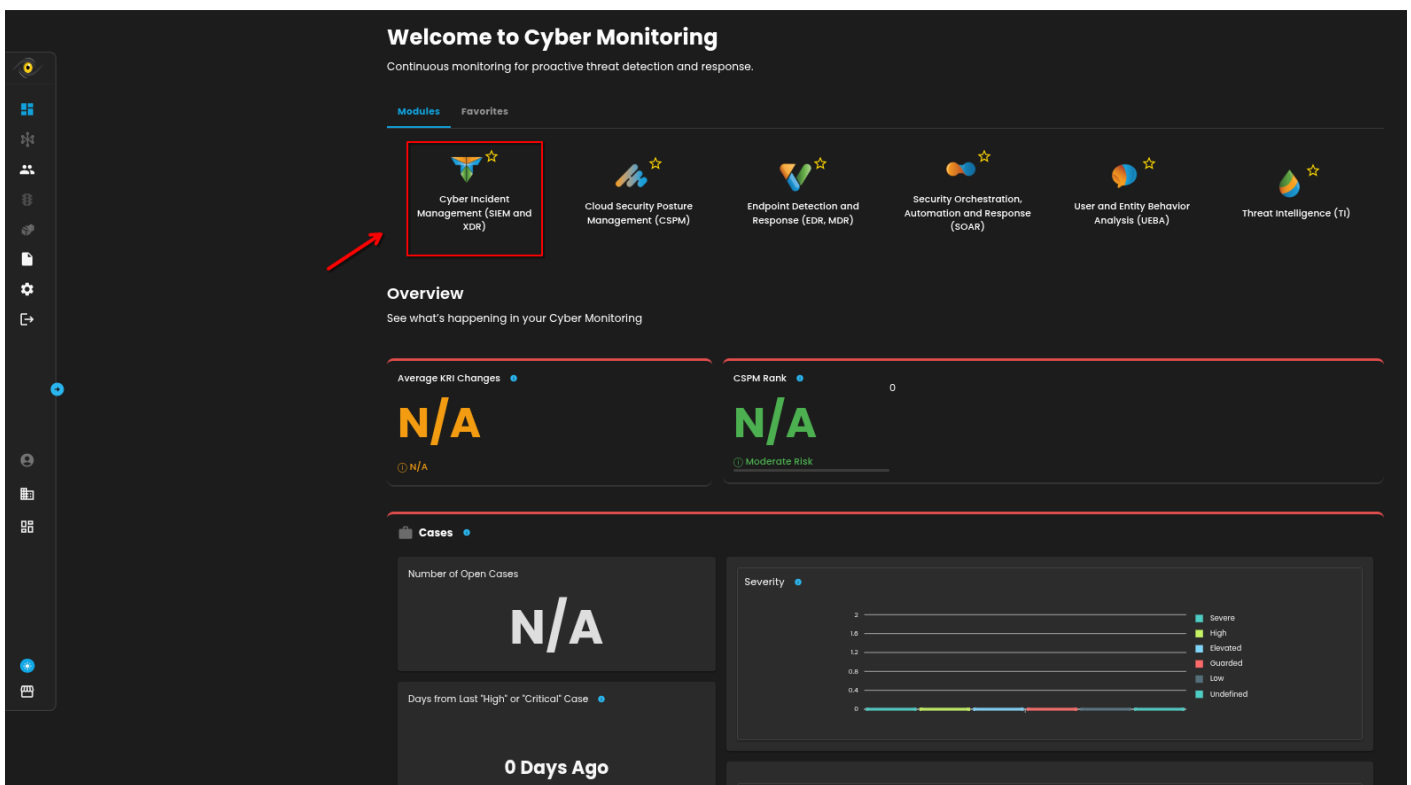 Welcome to Cyber Monitoring
Continuous monitoring for proactive threat detection and response.
Modules
Favorites
Cyber Incident
Management (SIEM and
XDR)
Cloud Security Posture
Management (CSPM)
Endpoint Detection and
Response (EDR, MDR)
Security Orchestration,
Automation and Response
(SOAR)
User and Entity Behavior
Analysis (UEBA)
Threat Intelligence (TI)
Overview
See what's happening in your Cyber Monitoring
Average KRI Changes
N/A
N/A
CSPM Rank
0
N/A
Moderate Risk
Cases
Number of Open Cases
N/A
Days from Last "High" or "Critical" Case
0 Days Ago
Severity
2
1.6
1.2
0.8
0.4
0
Severe
High
Elevated
Guarded
Low
Undefined